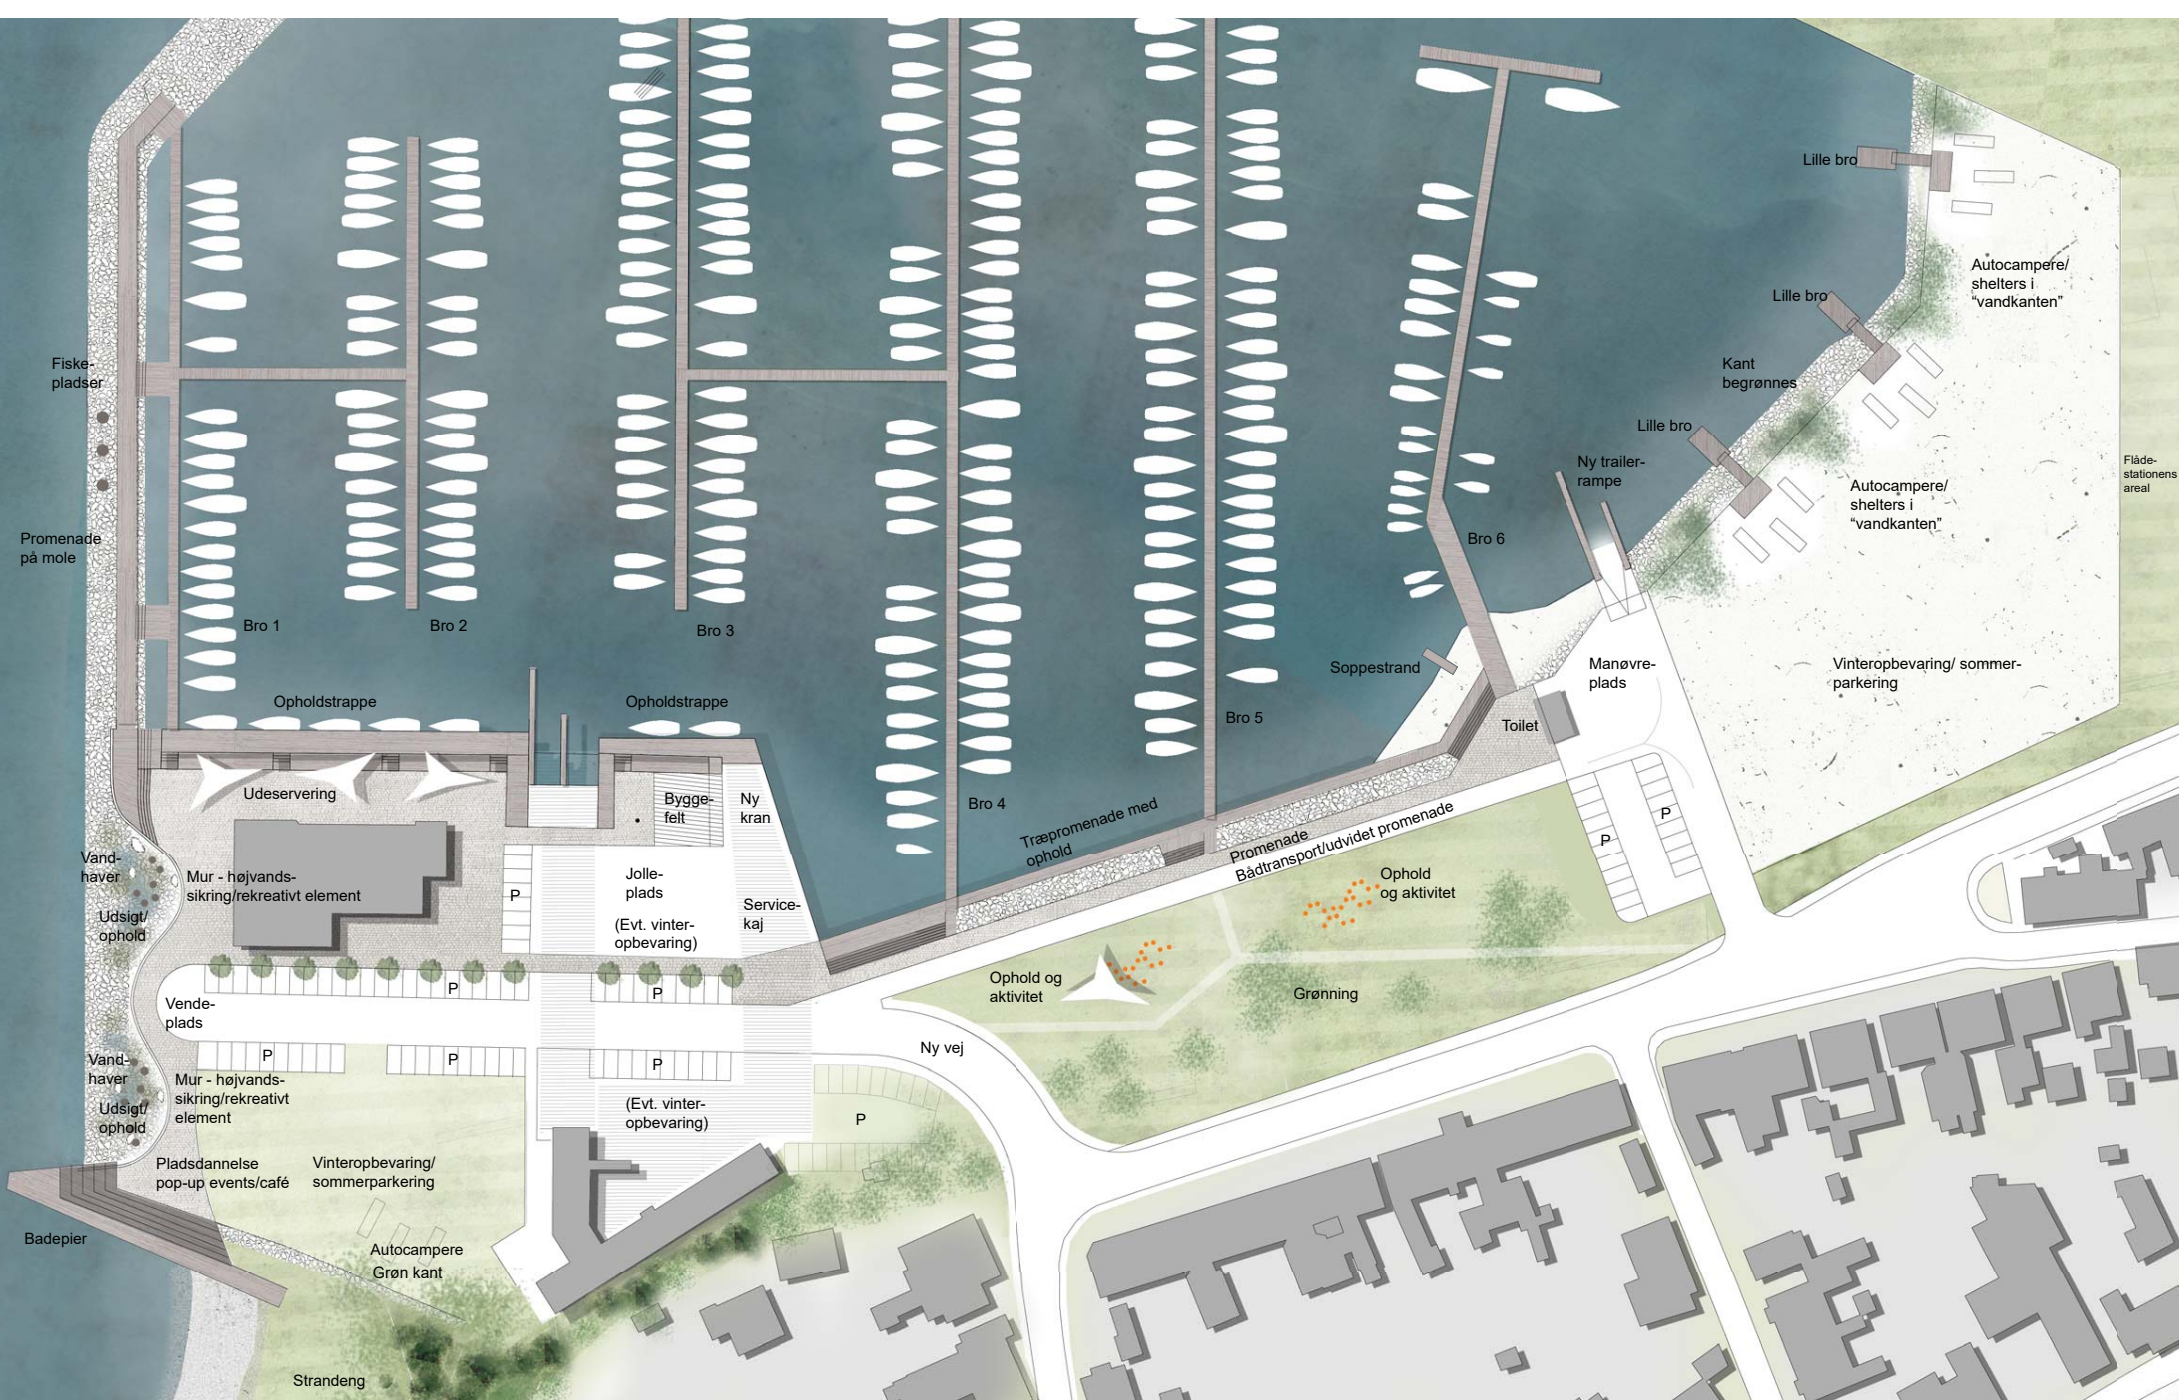 Lille bro
Autocampere/
shelters i
“vandkanten”
Lille bro
Fiske-
pladser
Kant
begrønnes
Lille bro
Ny trailer-
rampe
Flåde-
stationens
areal
Autocampere/
shelters i
“vandkanten”
Promenade
på mole
Bro 6
Bro 1
Bro 2
Bro 3
Soppestrand
Manøvre-
plads
Vinteropbevaring/ sommer-
parkering
Opholdstrappe
Opholdstrappe
Bro 5
Toilet
Udeservering
Bygge-
felt
Ny
kran
Bro 4
Træpromenade med
ophold
Promenade
Bådtransport/udvidet promenade
P
P
Vand-
haver
Mur - højvands-
sikring/rekreativt element
P
Jolle-
plads
(Evt. vinter-
opbevaring)
Service-
kaj
Ophold
og aktivitet
Udsigt/
ophold
Vende-
plads
P
P
Ophold og
aktivitet
Grønning
Ny vej
P
P
P
Vand-
haver
Mur - højvands-
sikring/rekreativt
element
Udsigt/
ophold
(Evt. vinter-
opbevaring)
P
Pladsdannelse
pop-up events/café
Vinteropbevaring/
sommerparkering
Badepier
Autocampere
Grøn kant
Strandeng